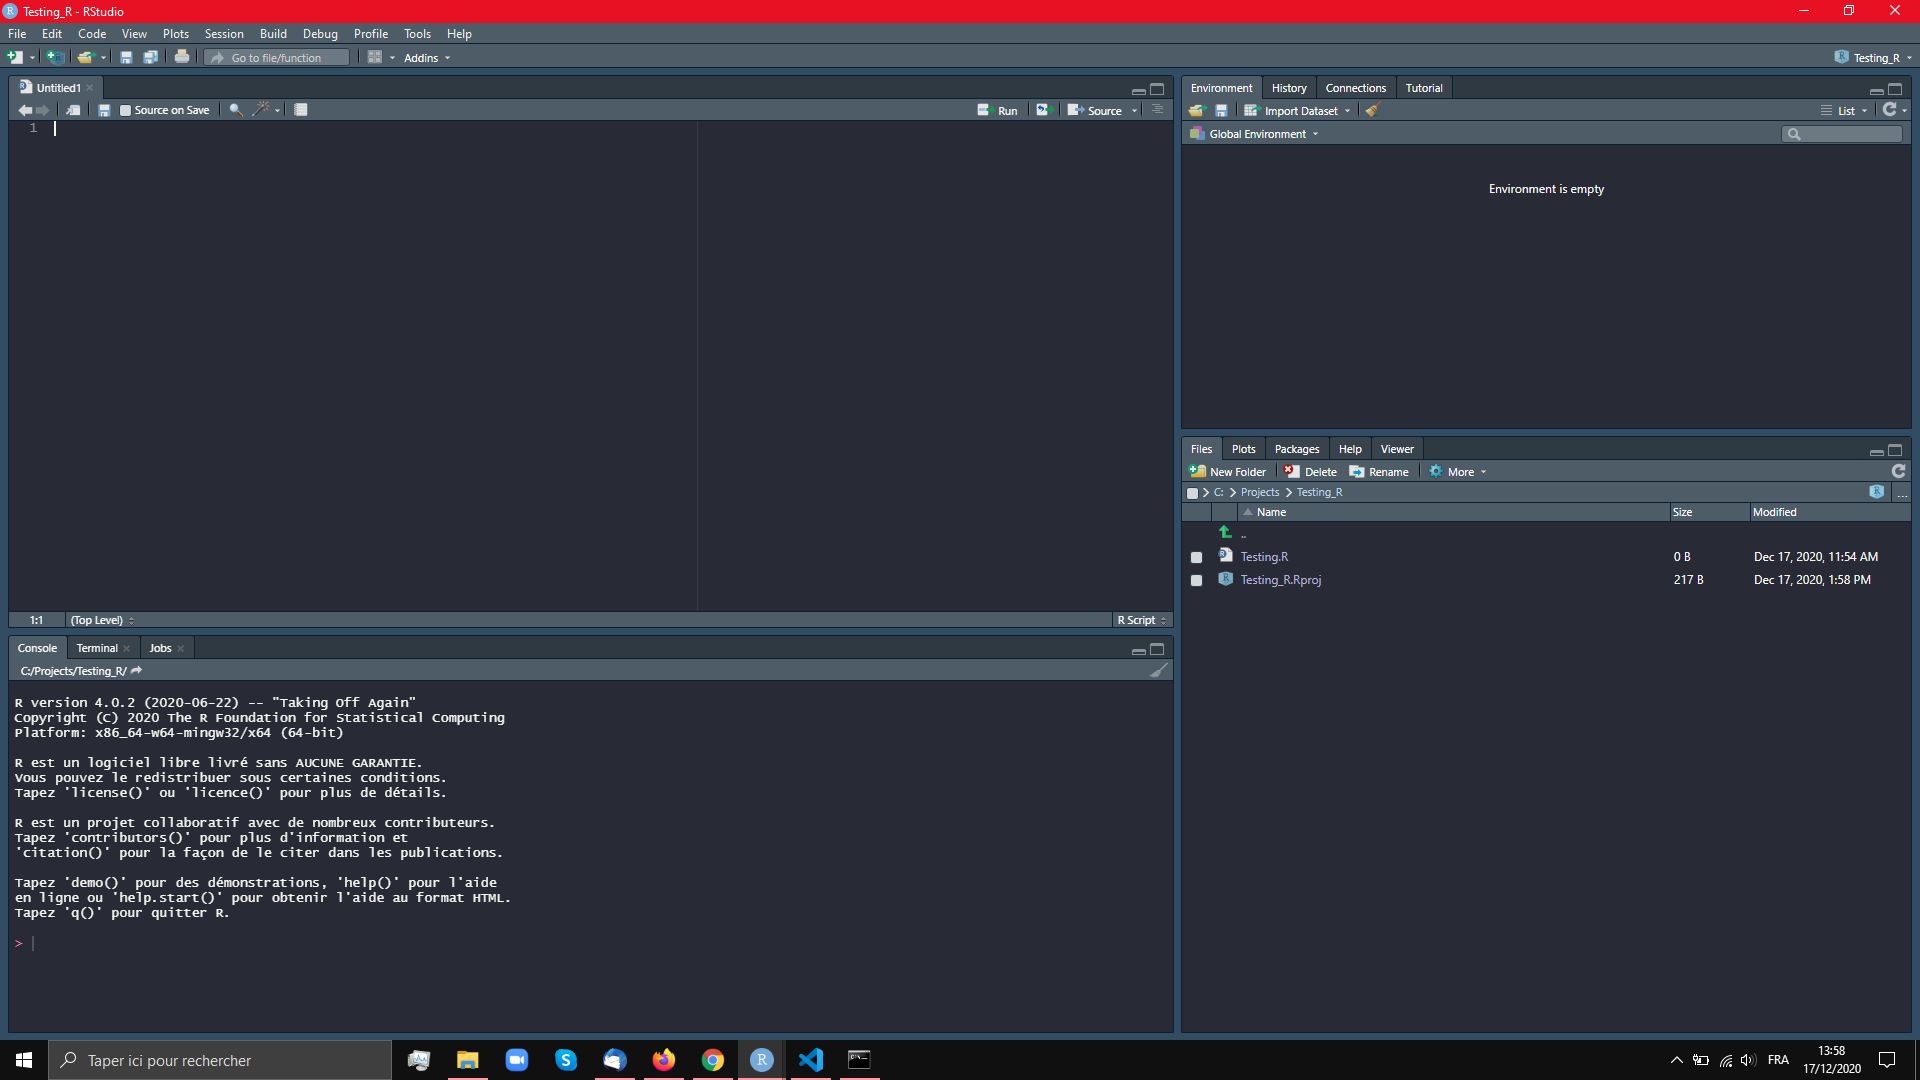 Testing_R - RStudio
File Edit Code View Plots Session Build Debug Profile Tools Help
Go to file/function Addins Testing_R
Untitled1
Source on Save Run Source
1
1:1 (Top Level) R Script
Console Terminal Jobs
C:/Projects/Testing_R/
R version 4.0.2 (2020-06-22) -- "Taking Off Again"
Copyright (C) 2020 The R Foundation for Statistical Computing
Platform: x86_64-w64-mingw32/x64 (64-bit)
R est un logiciel libre livré sans AUCUNE GARANTIE.
Vous pouvez le redistribuer sous certaines conditions.
Tapez 'license()' ou 'licence()' pour plus de détails.
R est un projet collaboratif avec de nombreux contributeurs.
Tapez 'contributors()' pour plus d'information et
'citation()' pour la façon de le citer dans les publications.
Tapez 'demo()' pour des démonstrations, 'help()' pour l'aide
en ligne ou 'help.start()' pour obtenir l'aide au format HTML.
Tapez 'q()' pour quitter R.
>
Environment History Connections Tutorial
Import Dataset List
Global Environment
Environment is empty
Files Plots Packages Help Viewer
New Folder Delete Rename More
C: Projects Testing_R ...
Name Size Modified
..
Testing.R 0 B Dec 17, 2020, 11:54 AM
Testing_R.Rproj 217 B Dec 17, 2020, 1:58 PM
Taper ici pour rechercher
FRA
13:58
17/12/2020